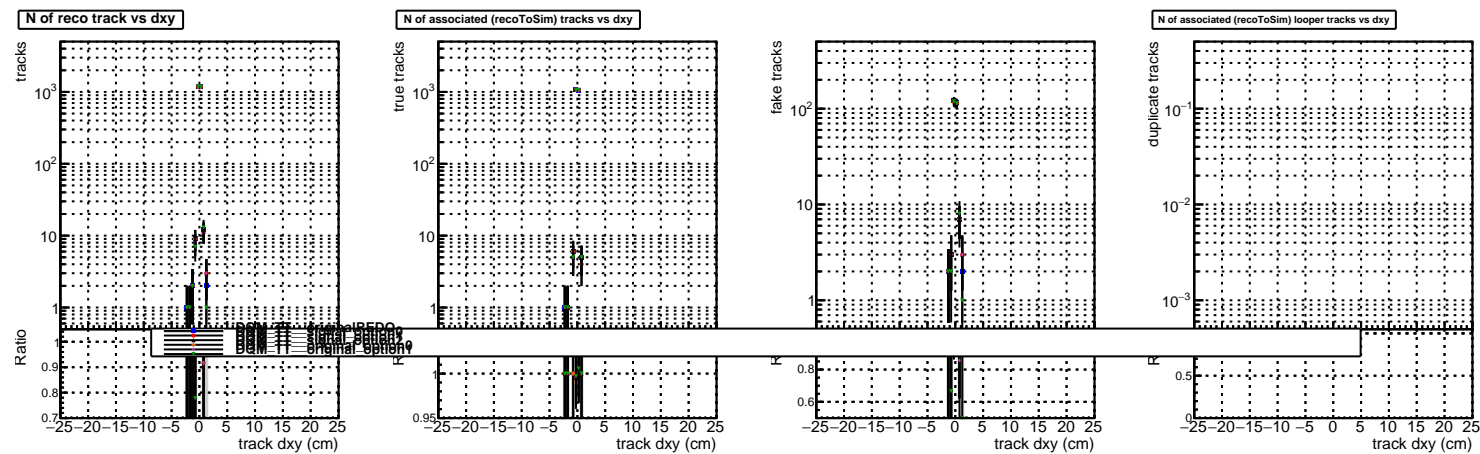 N of reco track vs dxy
tracks
10³
10²
10
1
Ratio
1
0.9
0.8
0.7
−25 −20 −15 −10 −5 0 5 10 15 20 25
track dxy (cm)
N of associated (recoToSim) tracks vs dxy
true tracks
10³
10²
10
1
1
0.95
−25 −20 −15 −10 −5 0 5 10 15 20 25
track dxy (cm)
fake tracks
10²
10
1
0.8
0.6
−25 −20 −15 −10 −5 0 5 10 15 20 25
track dxy (cm)
N of associated (recoToSim) looper tracks vs dxy
duplicate tracks
10⁻¹
10⁻²
10⁻³
0.5
0
−25 −20 −15 −10 −5 0 5 10 15 20 25
track dxy (cm)